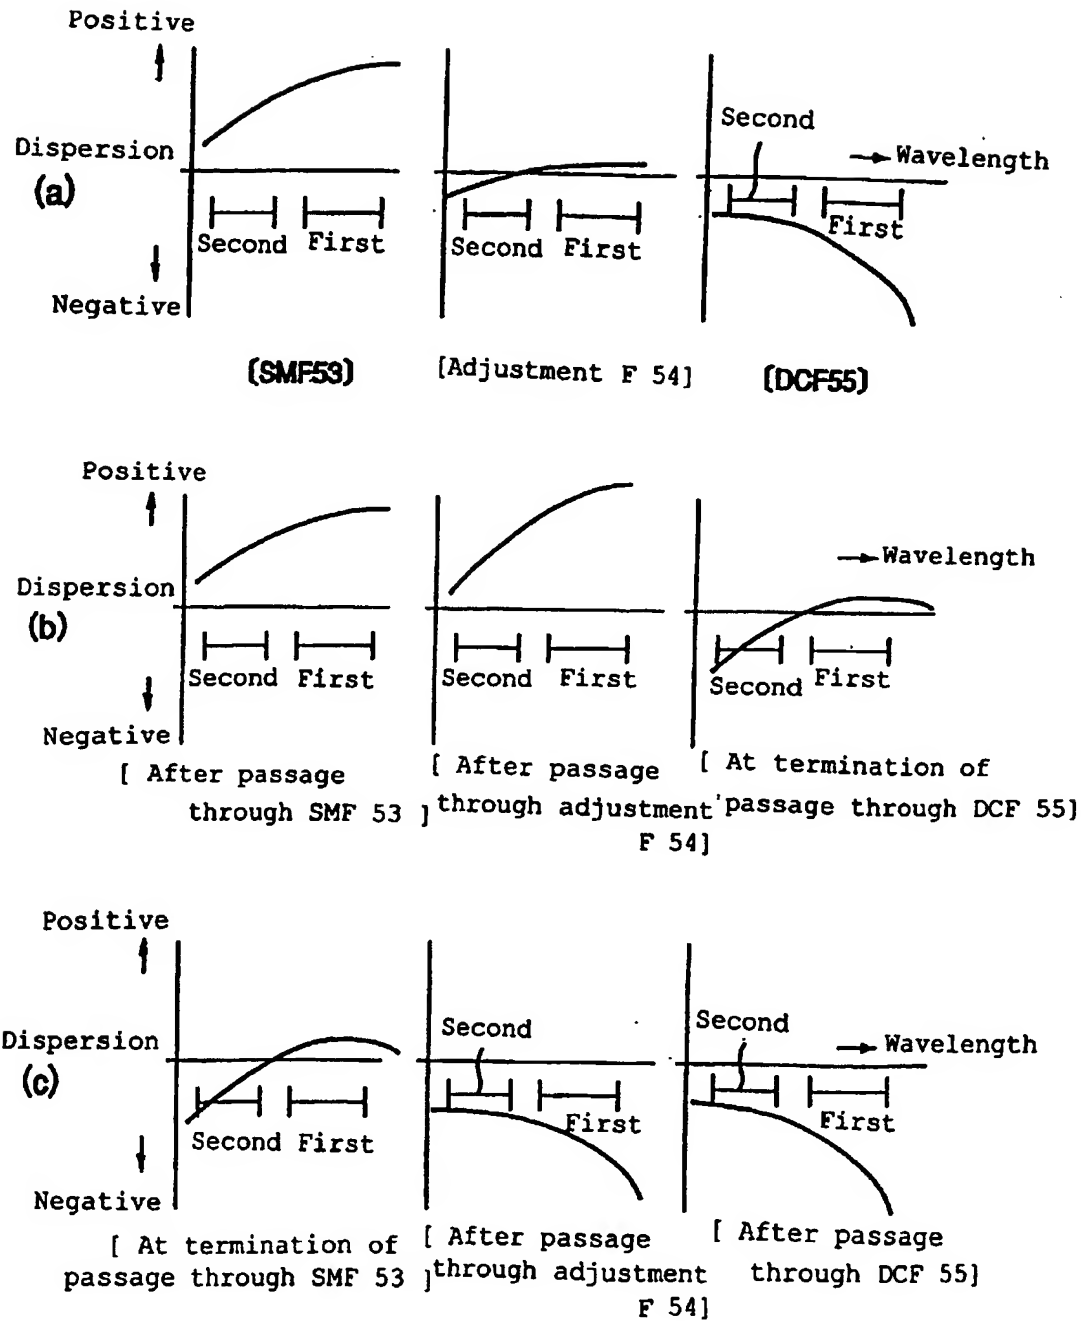 Positive
Dispersion
(a)
Second
Wavelength
Second First
Second First
First
Negative
[SMF53]
[Adjustment F 54]
[DCF55]
Positive
Dispersion
Wavelength
(b)
Second First
Second First
Second First
Negative
[ After passage
through SMF 53 ]
[ After passage
through adjustment
F 54]
[ At termination of
passage through DCF 55]
Positive
Dispersion
Second
Second
Wavelength
(c)
Second First
First
First
Negative
[ At termination of
passage through SMF 53 ]
[ After passage
through adjustment
F 54]
[ After passage
through DCF 55]